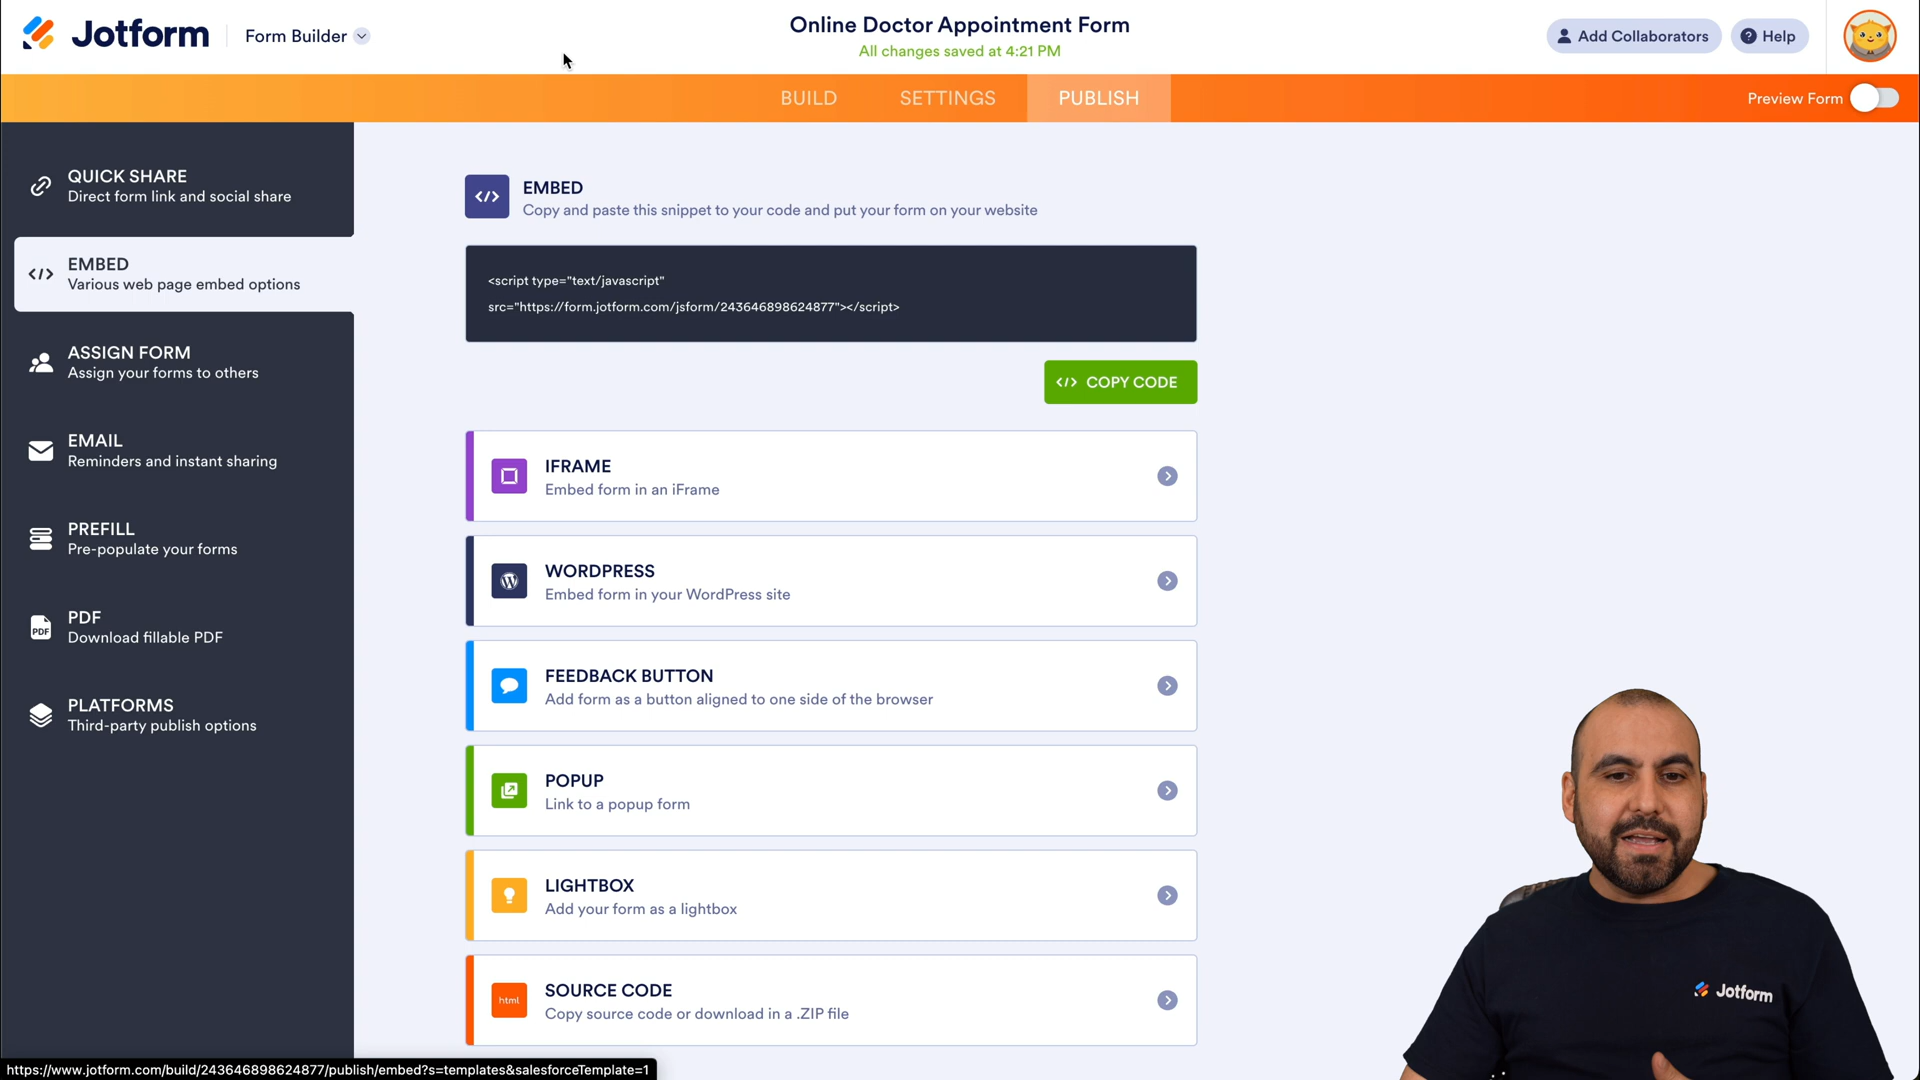 Jotform
Form Builder
Online Doctor Appointment Form
All changes saved at 4:21 PM
Add Collaborators
Help
BUILD
SETTINGS
PUBLISH
Preview Form
QUICK SHARE
Direct form link and social share
EMBED
Various web page embed options
ASSIGN FORM
Assign your forms to others
EMAIL
Reminders and instant sharing
PREFILL
Pre-populate your forms
PDF
PDF
Download fillable PDF
PLATFORMS
Third-party publish options
EMBED
Copy and paste this snippet to your code and put your form on your website
<script type="text/javascript"
src="https://form.jotform.com/jsform/243646898624877"></script>
COPY CODE
IFRAME
Embed form in an iFrame
WORDPRESS
Embed form in your WordPress site
FEEDBACK BUTTON
Add form as a button aligned to one side of the browser
POPUP
Link to a popup form
LIGHTBOX
Add your form as a lightbox
html
SOURCE CODE
Copy source code or download in a .ZIP file
Jotform
https://www.jotform.com/build/243646898624877/publish/embed?s=templates&salesforceTemplate=1